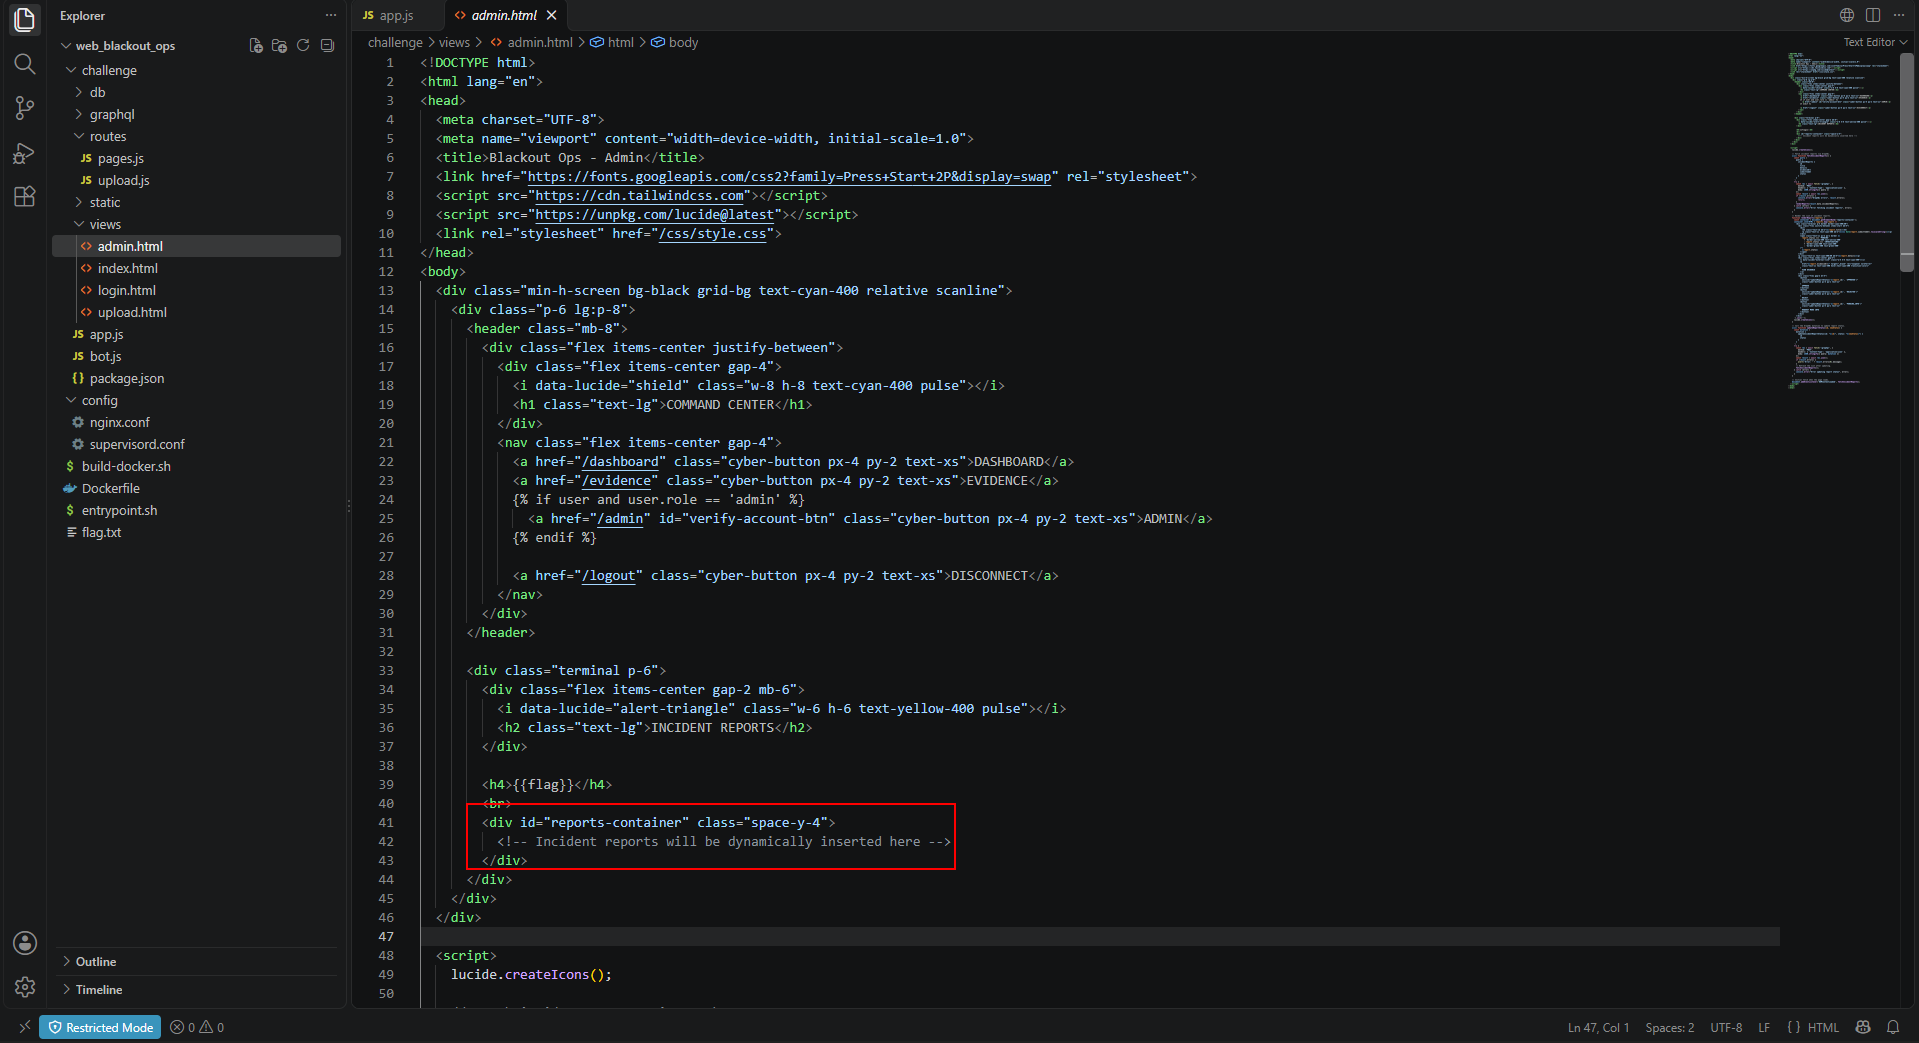 Explorer
web_blackout_ops
challenge
db
graphql
routes
JS pages.js
JS upload.js
static
views
<> admin.html
<> index.html
<> login.html
<> upload.html
JS app.js
JS bot.js
{} package.json
config
nginx.conf
supervisord.conf
$ build-docker.sh
Dockerfile
$ entrypoint.sh
flag.txt
Outline
Timeline
JS app.js
<> admin.html
challenge > views > <> admin.html > html > body
Text Editor
1 <!DOCTYPE html>
2 <html lang="en">
3 <head>
4 <meta charset="UTF-8">
5 <meta name="viewport" content="width=device-width, initial-scale=1.0">
6 <title>Blackout Ops - Admin</title>
7 <link href="https://fonts.googleapis.com/css2?family=Press+Start+2P&display=swap" rel="stylesheet">
8 <script src="https://cdn.tailwindcss.com"></script>
9 <script src="https://unpkg.com/lucide@latest"></script>
10 <link rel="stylesheet" href="/css/style.css">
11 </head>
12 <body>
13 <div class="min-h-screen bg-black grid-bg text-cyan-400 relative scanline">
14 <div class="p-6 lg:p-8">
15 <header class="mb-8">
16 <div class="flex items-center justify-between">
17 <div class="flex items-center gap-4">
18 <i data-lucide="shield" class="w-8 h-8 text-cyan-400 pulse"></i>
19 <h1 class="text-lg">COMMAND CENTER</h1>
20 </div>
21 <nav class="flex items-center gap-4">
22 <a href="/dashboard" class="cyber-button px-4 py-2 text-xs">DASHBOARD</a>
23 <a href="/evidence" class="cyber-button px-4 py-2 text-xs">EVIDENCE</a>
24 {% if user and user.role == 'admin' %}
25 <a href="/admin" id="verify-account-btn" class="cyber-button px-4 py-2 text-xs">ADMIN</a>
26 {% endif %}
27
28 <a href="/logout" class="cyber-button px-4 py-2 text-xs">DISCONNECT</a>
29 </nav>
30 </div>
31 </header>
32
33 <div class="terminal p-6">
34 <div class="flex items-center gap-2 mb-6">
35 <i data-lucide="alert-triangle" class="w-6 h-6 text-yellow-400 pulse"></i>
36 <h2 class="text-lg">INCIDENT REPORTS</h2>
37 </div>
38
39 <h4>{{flag}}</h4>
40 <br>
41 <div id="reports-container" class="space-y-4">
42 <!-- Incident reports will be dynamically inserted here -->
43 </div>
44 </div>
45 </div>
46 </div>
47
48 <script>
49 lucide.createIcons();
50
Restricted Mode
0
0
Ln 47, Col 1
Spaces: 2
UTF-8
LF
{ } HTML